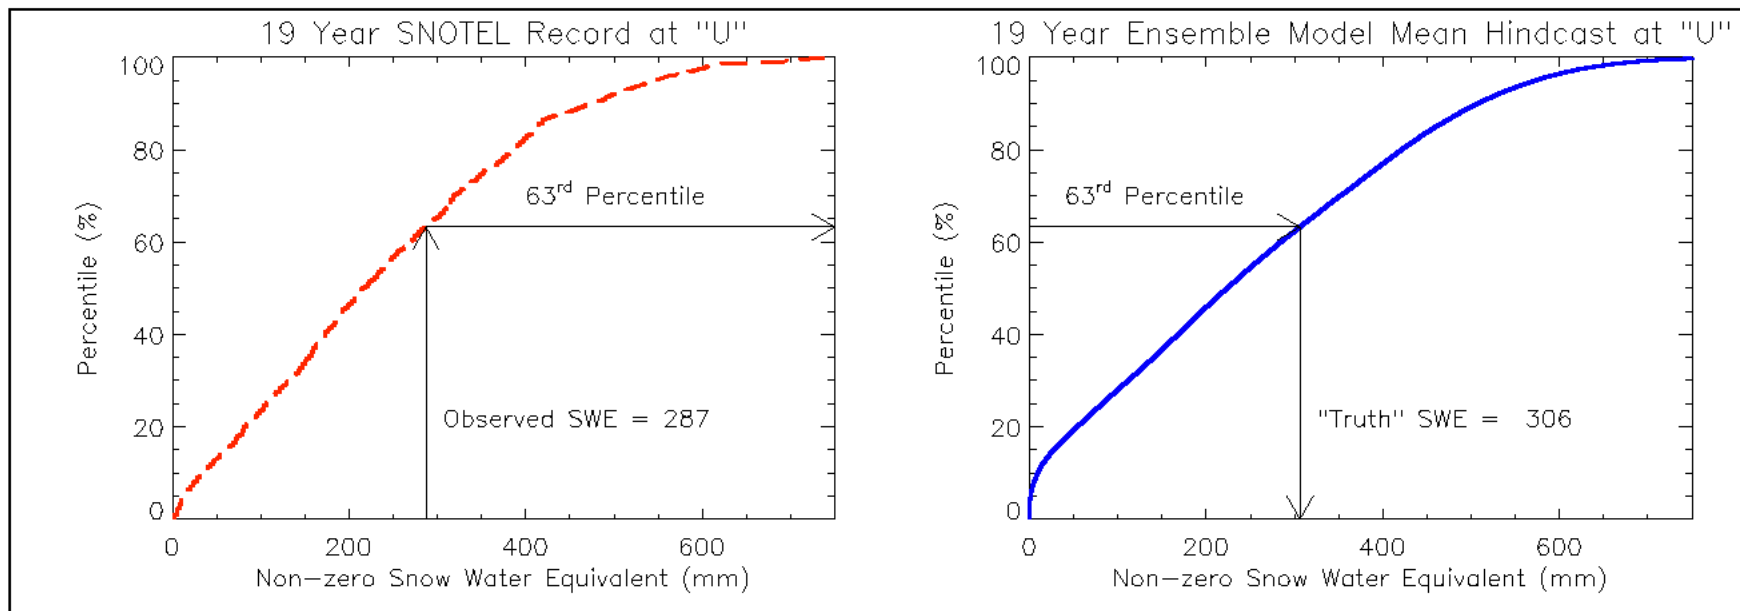 19 Year SNOTEL Record at "U"
100
80
60
40
20
0
Percentile (%)
63rd Percentile
Observed SWE = 287
0 200 400 600
Non-zero Snow Water Equivalent (mm)
19 Year Ensemble Model Mean Hindcast at "U"
100
80
60
40
20
0
Percentile (%)
63rd Percentile
"Truth" SWE = 306
0 200 400 600
Non-zero Snow Water Equivalent (mm)